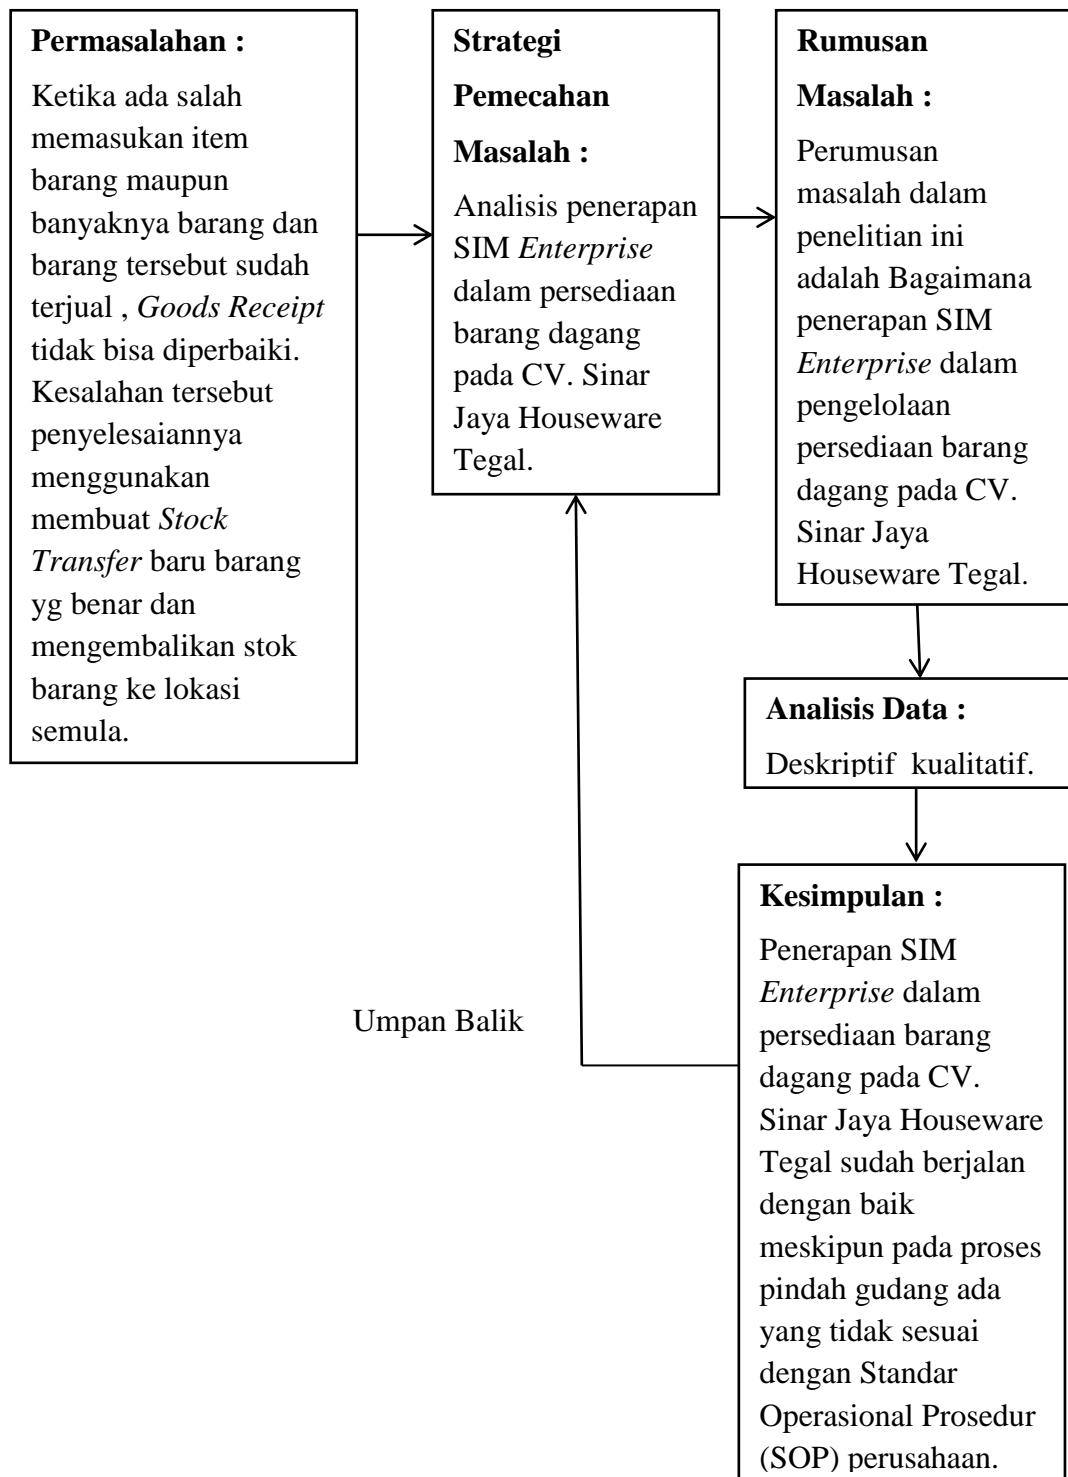 Permasalahan :
Ketika ada salah
memasukan item
barang maupun
banyaknya barang dan
barang tersebut sudah
terjual , Goods Receipt
tidak bisa diperbaiki.
Kesalahan tersebut
penyelesaiannya
menggunakan
membuat Stock
Transfer baru barang
yg benar dan
mengembalikan stok
barang ke lokasi
semula.
Strategi
Pemecahan
Masalah :
Analisis penerapan
SIM Enterprise
dalam persediaan
barang dagang
pada CV. Sinar
Jaya Houseware
Tegal.
Rumusan
Masalah :
Perumusan
masalah dalam
penelitian ini
adalah Bagaimana
penerapan SIM
Enterprise dalam
pengelolaan
persediaan barang
dagang pada CV.
Sinar Jaya
Houseware Tegal.
Analisis Data :
Deskriptif kualitatif.
Kesimpulan :
Penerapan SIM
Enterprise dalam
persediaan barang
dagang pada CV.
Sinar Jaya Houseware
Tegal sudah berjalan
dengan baik
meskipun pada proses
pindah gudang ada
yang tidak sesuai
dengan Standar
Operasional Prosedur
(SOP) perusahaan.
Umpan Balik